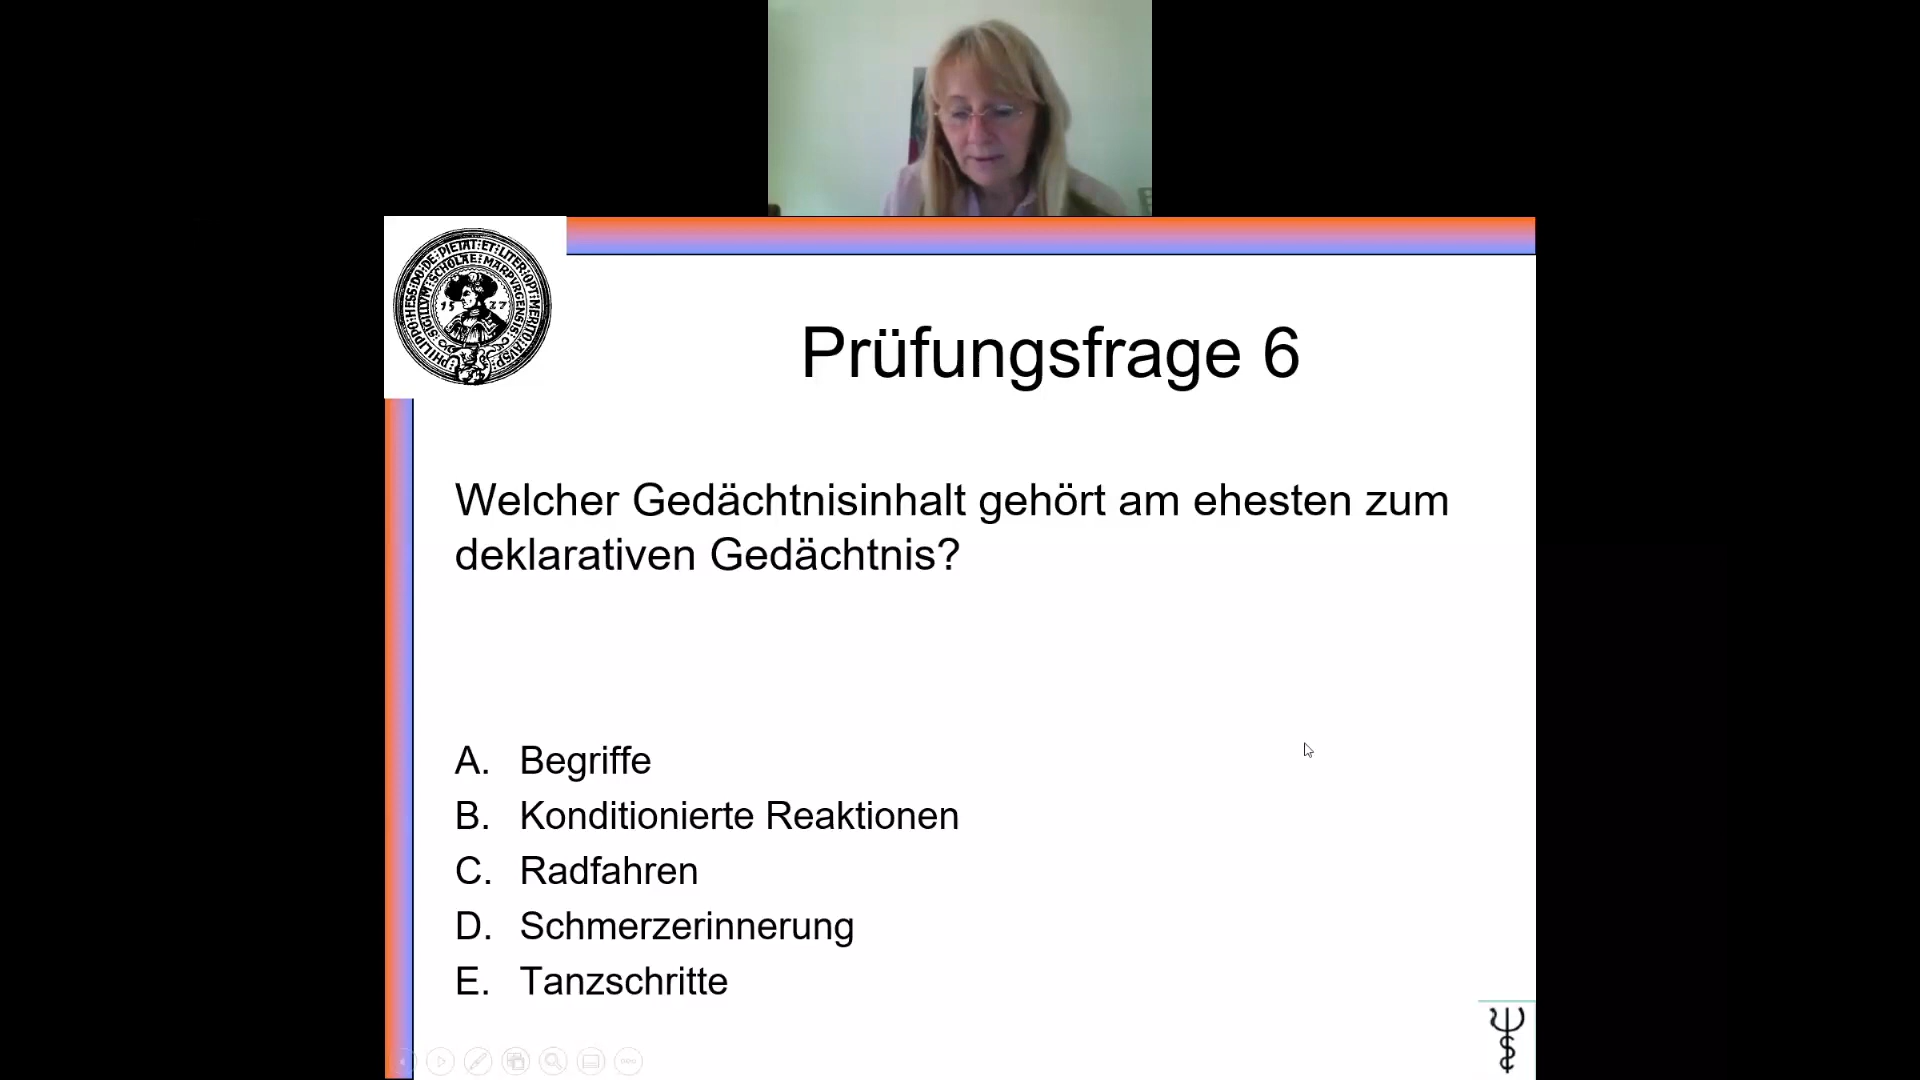 Prüfungsfrage 6
Welcher Gedächtnisinhalt gehört am ehesten zum
deklarativen Gedächtnis?
A. Begriffe
B. Konditionierte Reaktionen
C. Radfahren
D. Schmerzerinnerung
E. Tanzschritte